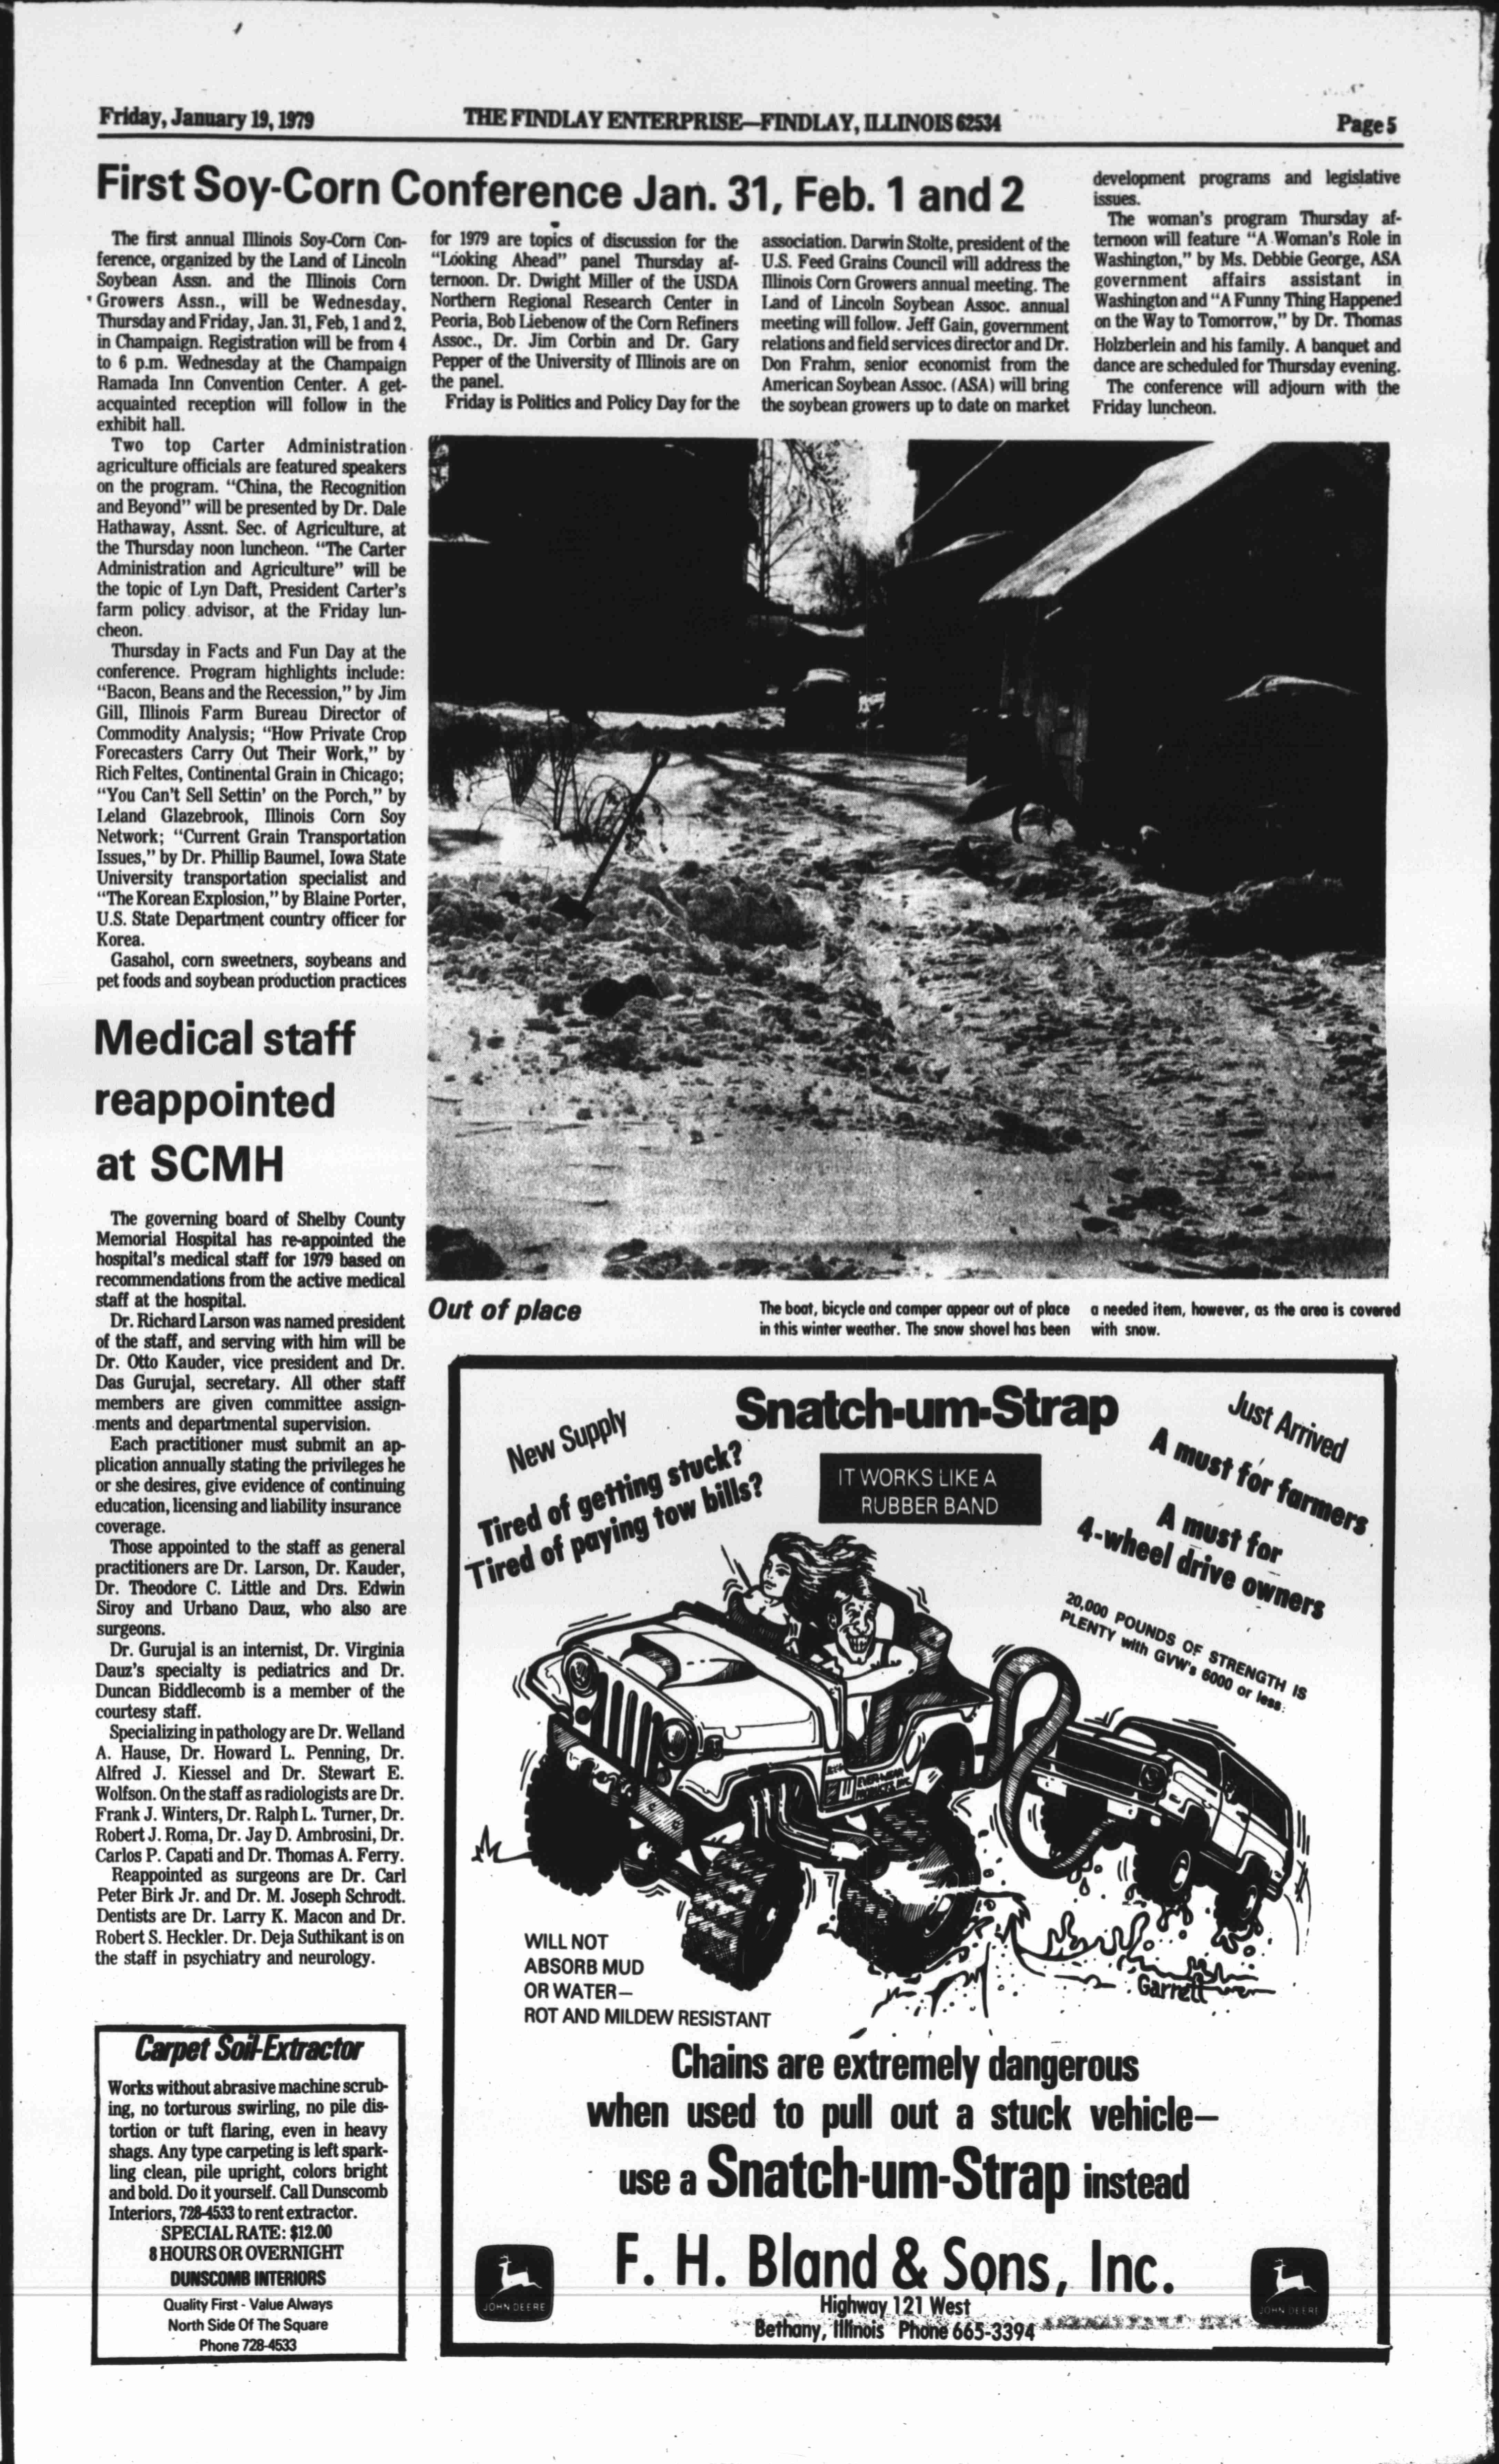 Friday, January 19, 1979
THE FINDLAY ENTERPRISE—FINDLAY, ILLINOIS 62534
Page 5
First Soy-Corn Conference Jan. 31, Feb. 1 and 2
The first annual Illinois Soy-Corn Con-
ference, organized by the Land of Lincoln
Soybean Assn. and the Illinois Corn
Growers Assn., will be Wednesday,
Thursday and Friday, Jan. 31, Feb, 1 and 2,
in Champaign. Registration will be from 4
to 6 p.m. Wednesday at the Champaign
Ramada Inn Convention Center. A get-
acquainted reception will follow in the
exhibit hall.
Two top Carter Administration
agriculture officials are featured speakers
on the program. "China, the Recognition
and Beyond" will be presented by Dr. Dale
Hathaway, Assnt. Sec. of Agriculture, at
the Thursday noon luncheon. "The Carter
Administration and Agriculture" will be
the topic of Lyn Daft, President Carter's
farm policy advisor, at the Friday lun-
cheon.
Thursday in Facts and Fun Day at the
conference. Program highlights include:
"Bacon, Beans and the Recession," by Jim
Gill, Illinois Farm Bureau Director of
Commodity Analysis; "How Private Crop
Forecasters Carry Out Their Work," by
Rich Feltes, Continental Grain in Chicago;
"You Can't Sell Settin' on the Porch," by
Leland Glazebrook, Illinois Corn Soy
Network; "Current Grain Transportation
Issues," by Dr. Phillip Baumel, Iowa State
University transportation specialist and
"The Korean Explosion," by Blaine Porter,
U.S. State Department country officer for
Korea.
Gasahol, corn sweetners, soybeans and
pet foods and soybean production practices
for 1979 are topics of discussion for the
"Looking Ahead" panel Thursday af-
ternoon. Dr. Dwight Miller of the USDA
Northern Regional Research Center in
Peoria, Bob Liebenow of the Corn Refiners
Assoc., Dr. Jim Corbin and Dr. Gary
Pepper of the University of Illinois are on
the panel.
Friday is Politics and Policy Day for the
association. Darwin Stolte, president of the
U.S. Feed Grains Council will address the
Illinois Corn Growers annual meeting. The
Land of Lincoln Soybean Assoc. annual
meeting will follow. Jeff Gain, government
relations and field services director and Dr.
Don Frahm, senior economist from the
American Soybean Assoc. (ASA) will bring
the soybean growers up to date on market
development programs and legislative
issues.
The woman's program Thursday af-
ternoon will feature "A Woman's Role in
Washington," by Ms. Debbie George, ASA
government affairs assistant in
Washington and "A Funny Thing Happened
on the Way to Tomorrow," by Dr. Thomas
Holzberlein and his family. A banquet and
dance are scheduled for Thursday evening.
The conference will adjourn with the
Friday luncheon.
Medical staff
reappointed
at SCMH
The governing board of Shelby County
Memorial Hospital has re-appointed the
hospital's medical staff for 1979 based on
recommendations from the active medical
staff at the hospital.
Dr. Richard Larson was named president
of the staff, and serving with him will be
Dr. Otto Kauder, vice president and Dr.
Das Gurujal, secretary. All other staff
members are given committee assign-
ments and departmental supervision.
Each practitioner must submit an ap-
plication annually stating the privileges he
or she desires, give evidence of continuing
education, licensing and liability insurance
coverage.
Those appointed to the staff as general
practitioners are Dr. Larson, Dr. Kauder,
Dr. Theodore C. Little and Drs. Edwin
Siroy and Urbano Dauz, who also are
surgeons.
Dr. Gurujal is an internist, Dr. Virginia
Dauz's specialty is pediatrics and Dr.
Duncan Biddlecomb is a member of the
courtesy staff.
Specializing in pathology are Dr. Welland
A. Hause, Dr. Howard L. Penning, Dr.
Alfred J. Kiessel and Dr. Stewart E.
Wolfson. On the staff as radiologists are Dr.
Frank J. Winters, Dr. Ralph L. Turner, Dr.
Robert J. Roma, Dr. Jay D. Ambrosini, Dr.
Carlos P. Capati and Dr. Thomas A. Ferry.
Reappointed as surgeons are Dr. Carl
Peter Birk Jr. and Dr. M. Joseph Schrodt.
Dentists are Dr. Larry K. Macon and Dr.
Robert S. Heckler. Dr. Deja Suthikant is on
the staff in psychiatry and neurology.
Out of place
The boat, bicycle and camper appear out of place
in this winter weather. The snow shovel has been
a needed item, however, as the area is covered
with snow.
Carpet Soil-Extractor
Works without abrasive machine scrub-
ing, no torturous swirling, no pile dis-
tortion or tuft flaring, even in heavy
shags. Any type carpeting is left spark-
ling clean, pile upright, colors bright
and bold. Do it yourself. Call Dunscomb
Interiors, 728-4533 to rent extractor.
SPECIAL RATE: $12.00
8 HOURS OR OVERNIGHT
DUNSCOMB INTERIORS
Quality First - Value Always
North Side Of The Square
Phone 728-4533
New Supply
Snatch-um-Strap
Just Arrived
Tired of getting stuck?
Tired of paying tow bills?
IT WORKS LIKE A
RUBBER BAND
A must for farmers
A must for
4-wheel drive owners
20,000 POUNDS OF STRENGTH IS
PLENTY with GVW's 6000 or less
WILL NOT
ABSORB MUD
OR WATER—
ROT AND MILDEW RESISTANT
Garrett
Chains are extremely dangerous
when used to pull out a stuck vehicle—
use a Snatch-um-Strap instead
F. H. Bland & Sons, Inc.
JOHN DEERE
JOHN DEERE
Highway 121 West
Bethany, Illinois Phone 665-3394